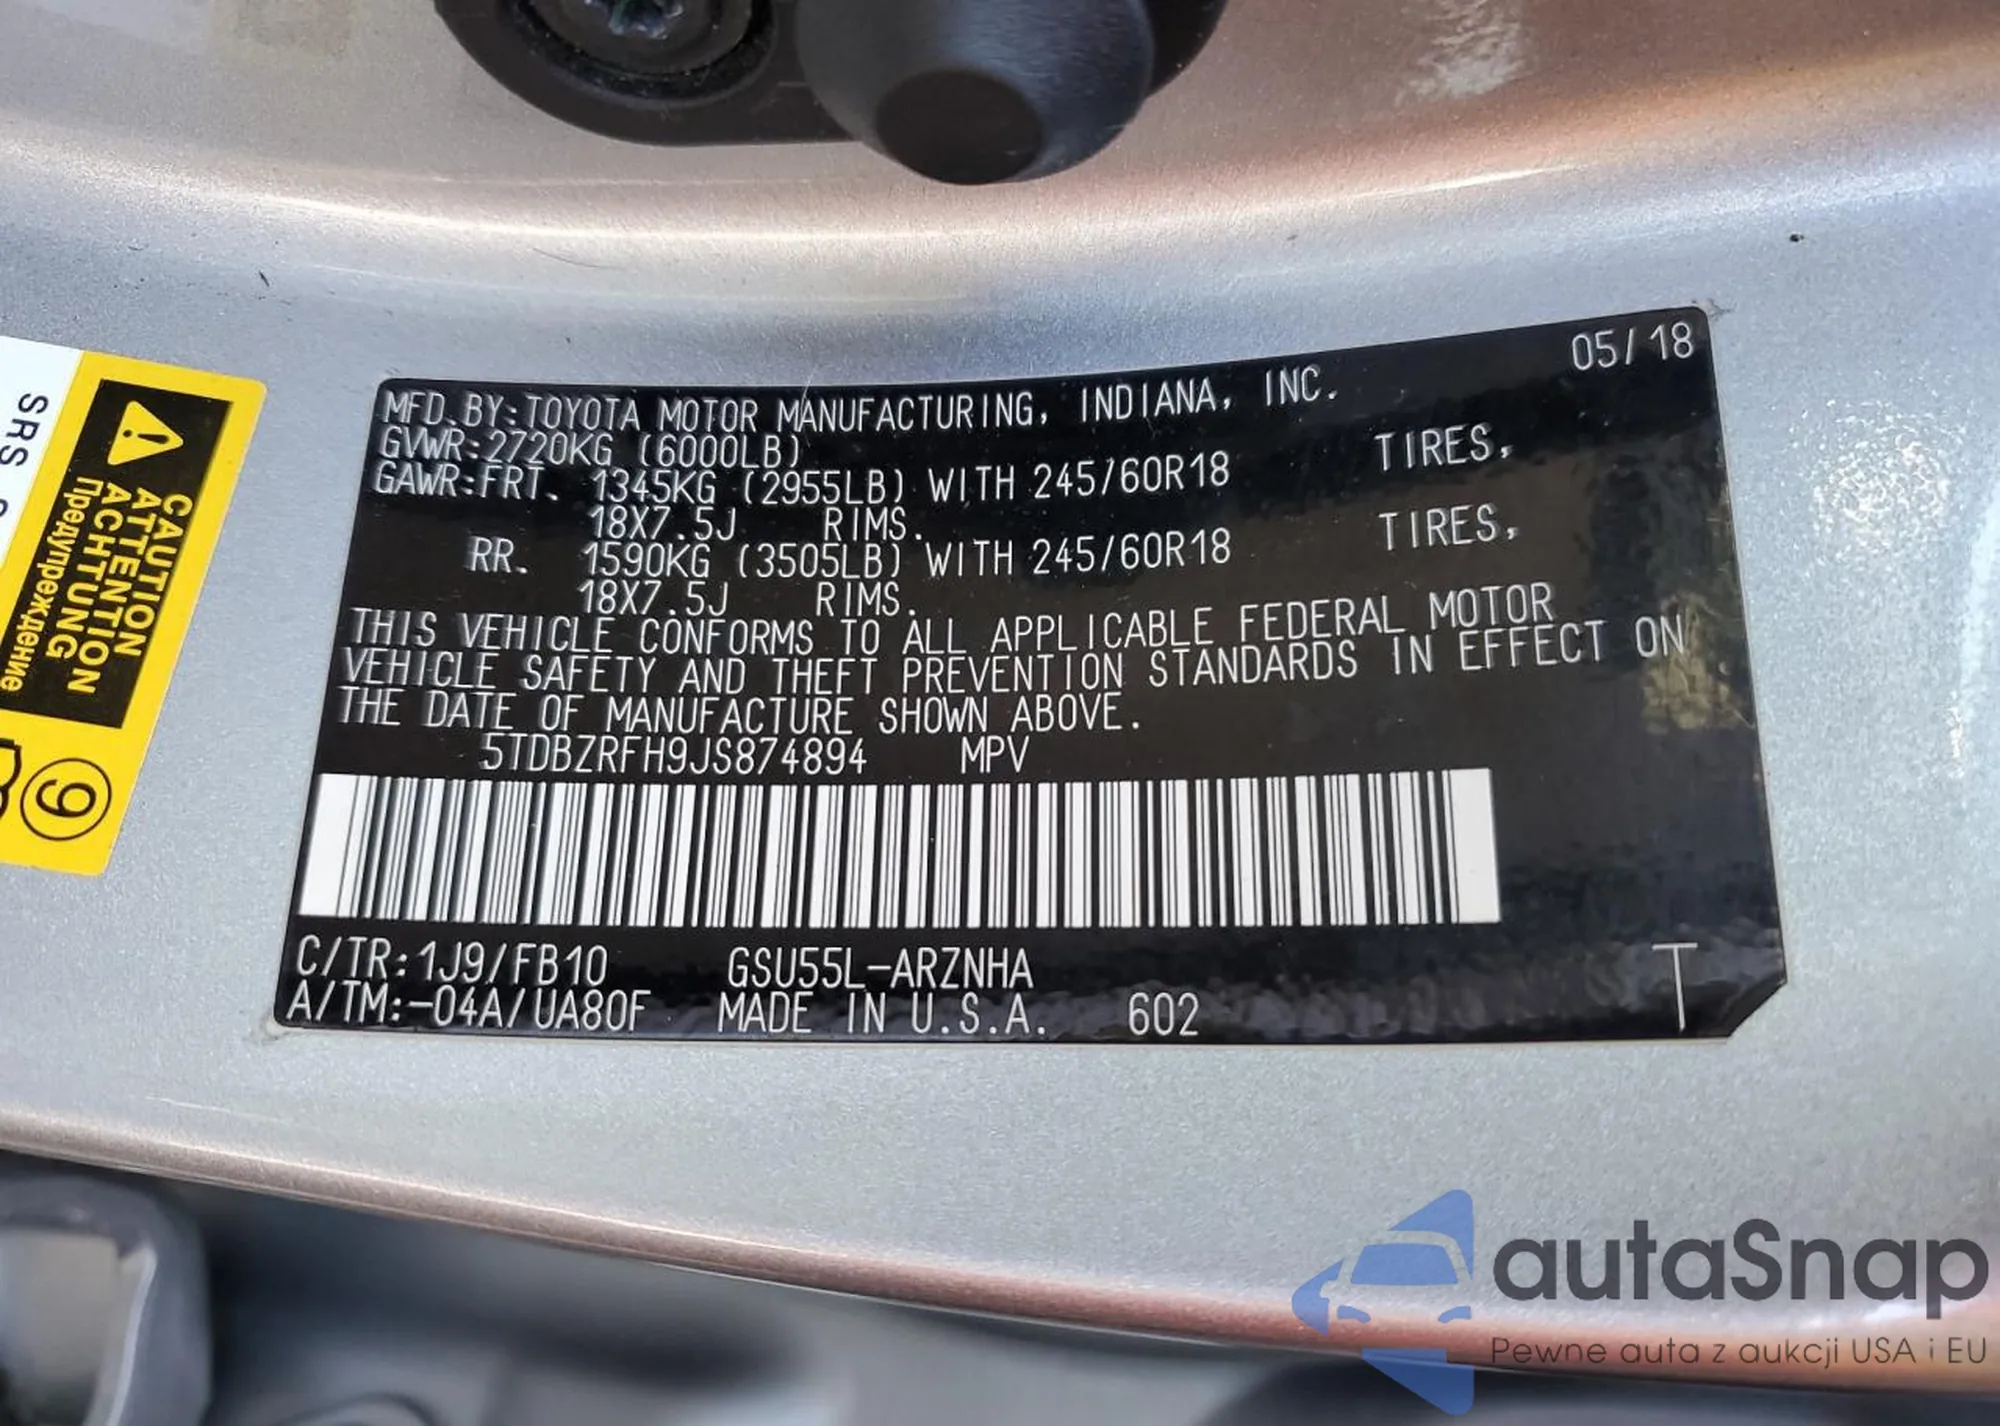 05/18
MFD.BY:TOYOTA MOTOR MANUFACTURING, INDIANA, INC.
GVWR:2720KG (6000LB)
GAWR:FRT. 1345KG (2955LB) WITH 245/60R18 TIRES,
18X7.5J RIMS.
RR. 1590KG (3505LB) WITH 245/60R18 TIRES,
18X7.5J RIMS.
THIS VEHICLE CONFORMS TO ALL APPLICABLE FEDERAL MOTOR
VEHICLE SAFETY AND THEFT PREVENTION STANDARDS IN EFFECT ON
THE DATE OF MANUFACTURE SHOWN ABOVE.
5TDBZRFH9JS874894 MPV
C/TR:1J9/FB10 GSU55L-ARZNHA
A/TM:-04A/UA80F MADE IN U.S.A. 602
T
CAUTION
ATTENTION
ACHTUNG
Предупреждение
SRS
9
autaSnap
Pewne auta z aukcji USA i EU